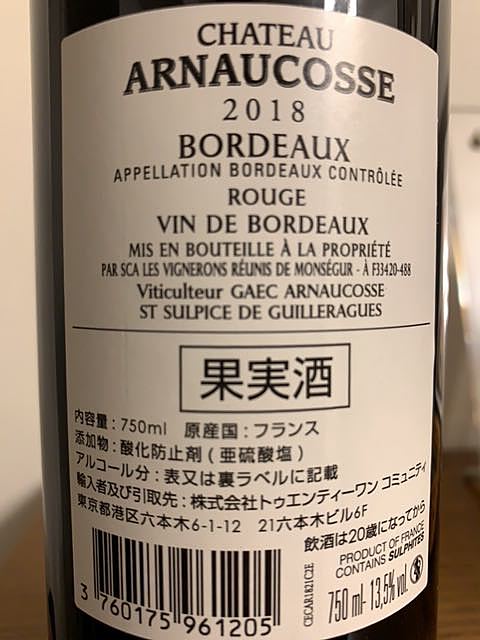 CHATEAU
ARNAUCOSSE
2018
BORDEAUX
APPELLATION BORDEAUX CONTRÔLÉE
ROUGE
VIN DE BORDEAUX
MIS EN BOUTEILLE À LA PROPRIÉTÉ
PAR SCA LES VIGNERONS RÉUNIS DE MONSÉGUR - À F33420-488
Viticulteur GAEC ARNAUCOSSE
ST SULPICE DE GUILLERAGUES
果実酒
内容量：750ml 原産国：フランス
添加物：酸化防止剤（亜硫酸塩）
アルコール分：表又は裏ラベルに記載
輸入者及び引取先：株式会社トゥエンティーワン コミュニティ
東京都港区六本木6-1-12 21六本木ビル6F
飲酒は20歳になってから
PRODUCT OF FRANCE
CONTAINS SULPHITES
750 ml - 13,5% vol.
CECAR1821C2E
3 760175 961205